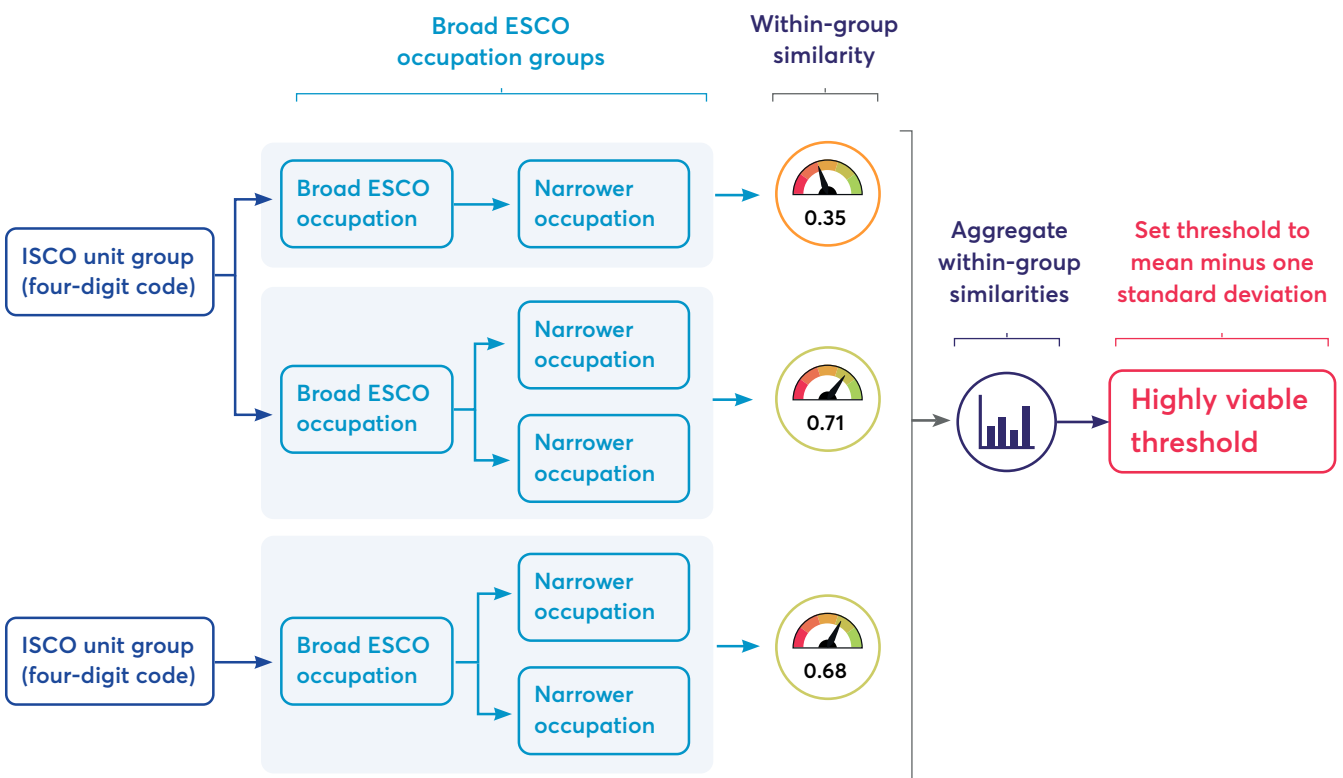 Broad ESCO
occupation groups
Within-group
similarity
Broad ESCO
occupation
Narrower
occupation
0.35
ISCO unit group
(four-digit code)
Broad ESCO
occupation
Narrower
occupation
Narrower
occupation
0.71
Aggregate
within-group
similarities
Set threshold to
mean minus one
standard deviation
Highly viable
threshold
ISCO unit group
(four-digit code)
Broad ESCO
occupation
Narrower
occupation
Narrower
occupation
0.68